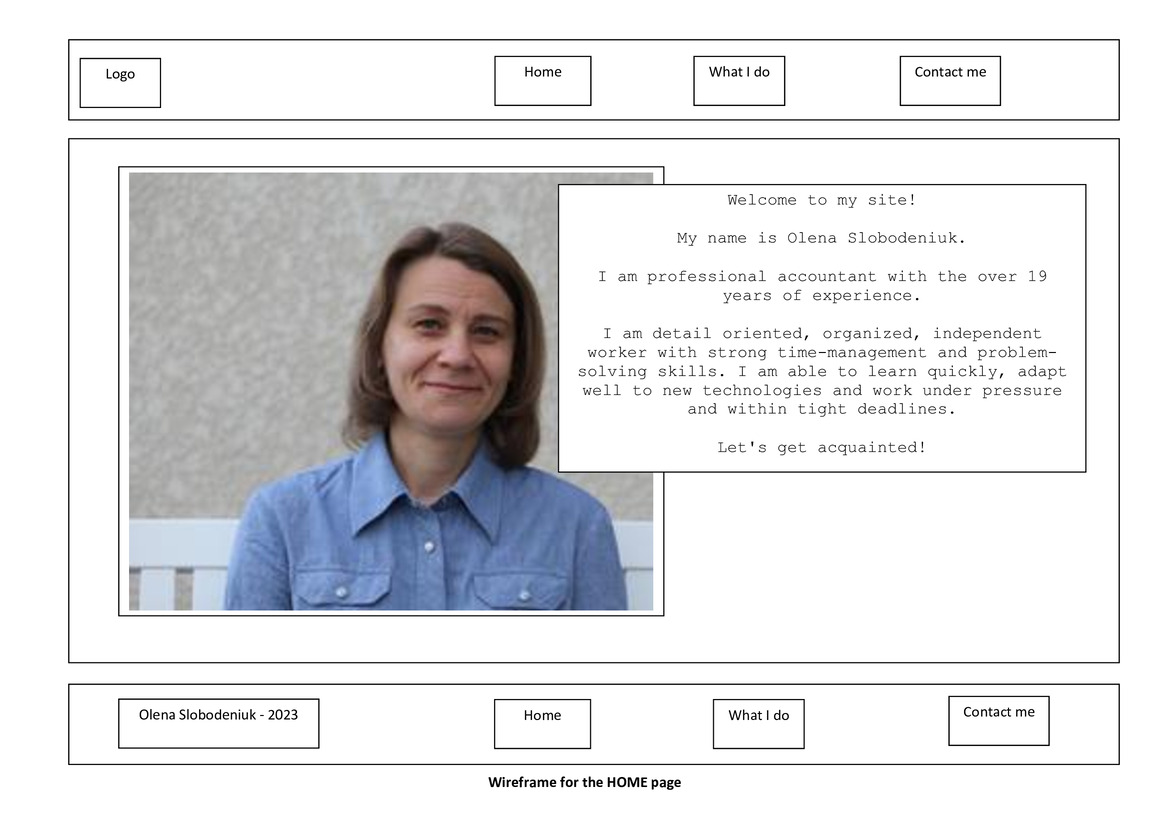 Logo
Home
What I do
Contact me
Welcome to my site!
My name is Olena Slobodeniuk.
I am professional accountant with the over 19
years of experience.
I am detail oriented, organized, independent
worker with strong time-management and problem-
solving skills. I am able to learn quickly, adapt
well to new technologies and work under pressure
and within tight deadlines.
Let's get acquainted!
Olena Slobodeniuk - 2023
Home
What I do
Contact me
Wireframe for the HOME page